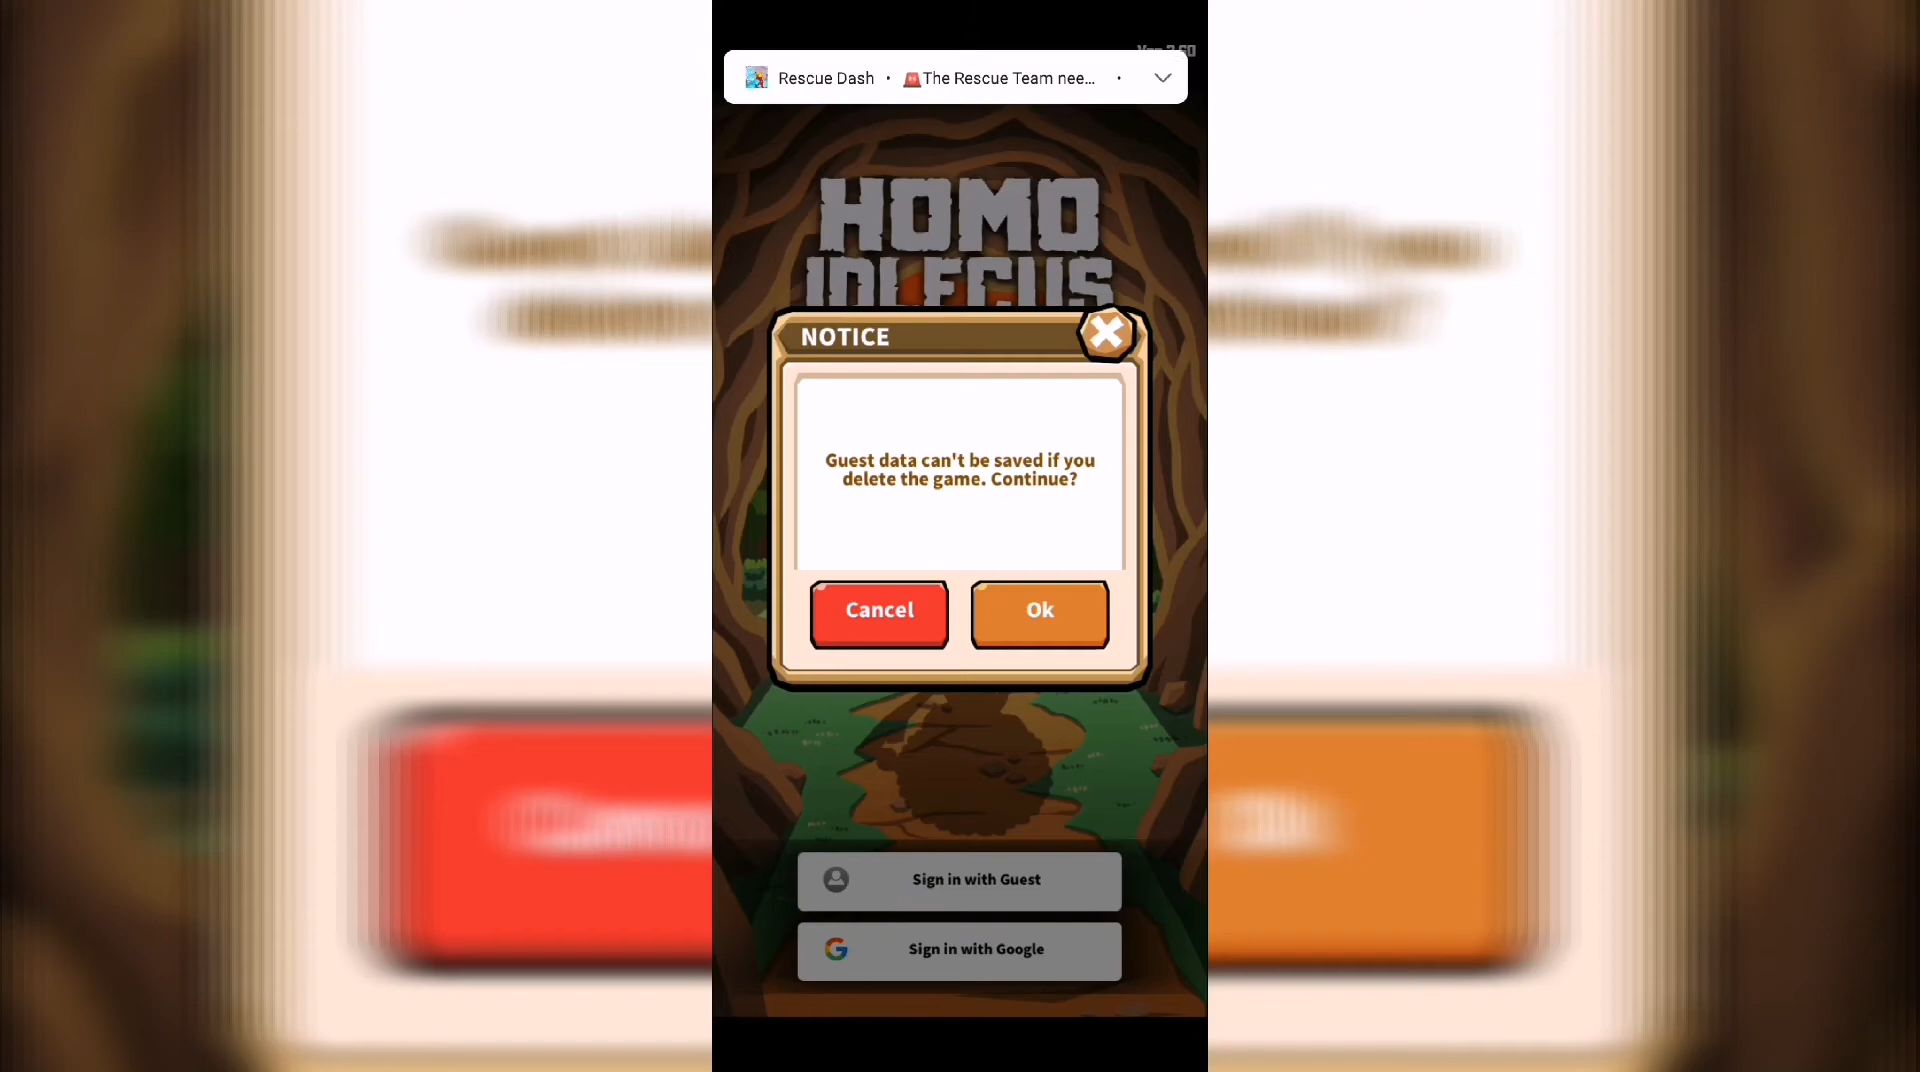 Rescue Dash • 🚨The Rescue Team nee... •
HOMO
IDLECUS
NOTICE
Guest data can't be saved if you
delete the game. Continue?
Cancel
Ok
Sign in with Guest
Sign in with Google